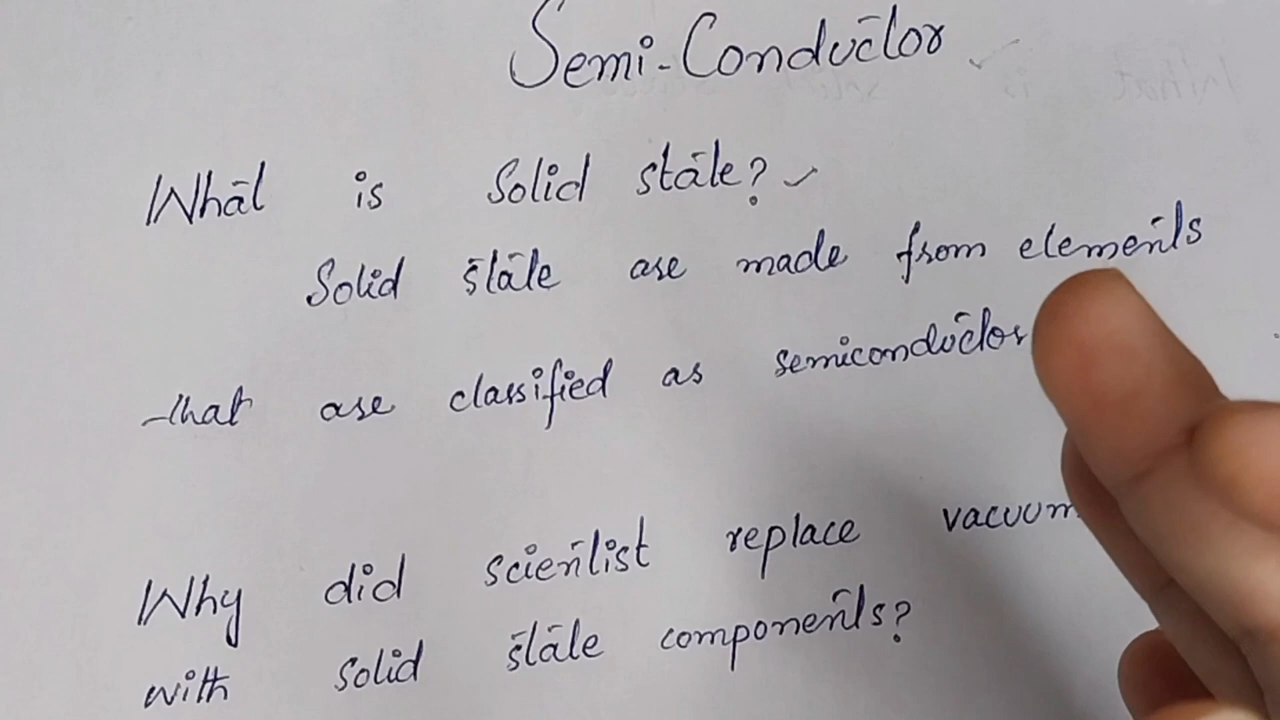 Semi-Conductor
What is Solid state?
Solid state are made from elements
that are classified as semiconductor
Why did scientist replace vacuum
with solid state components?